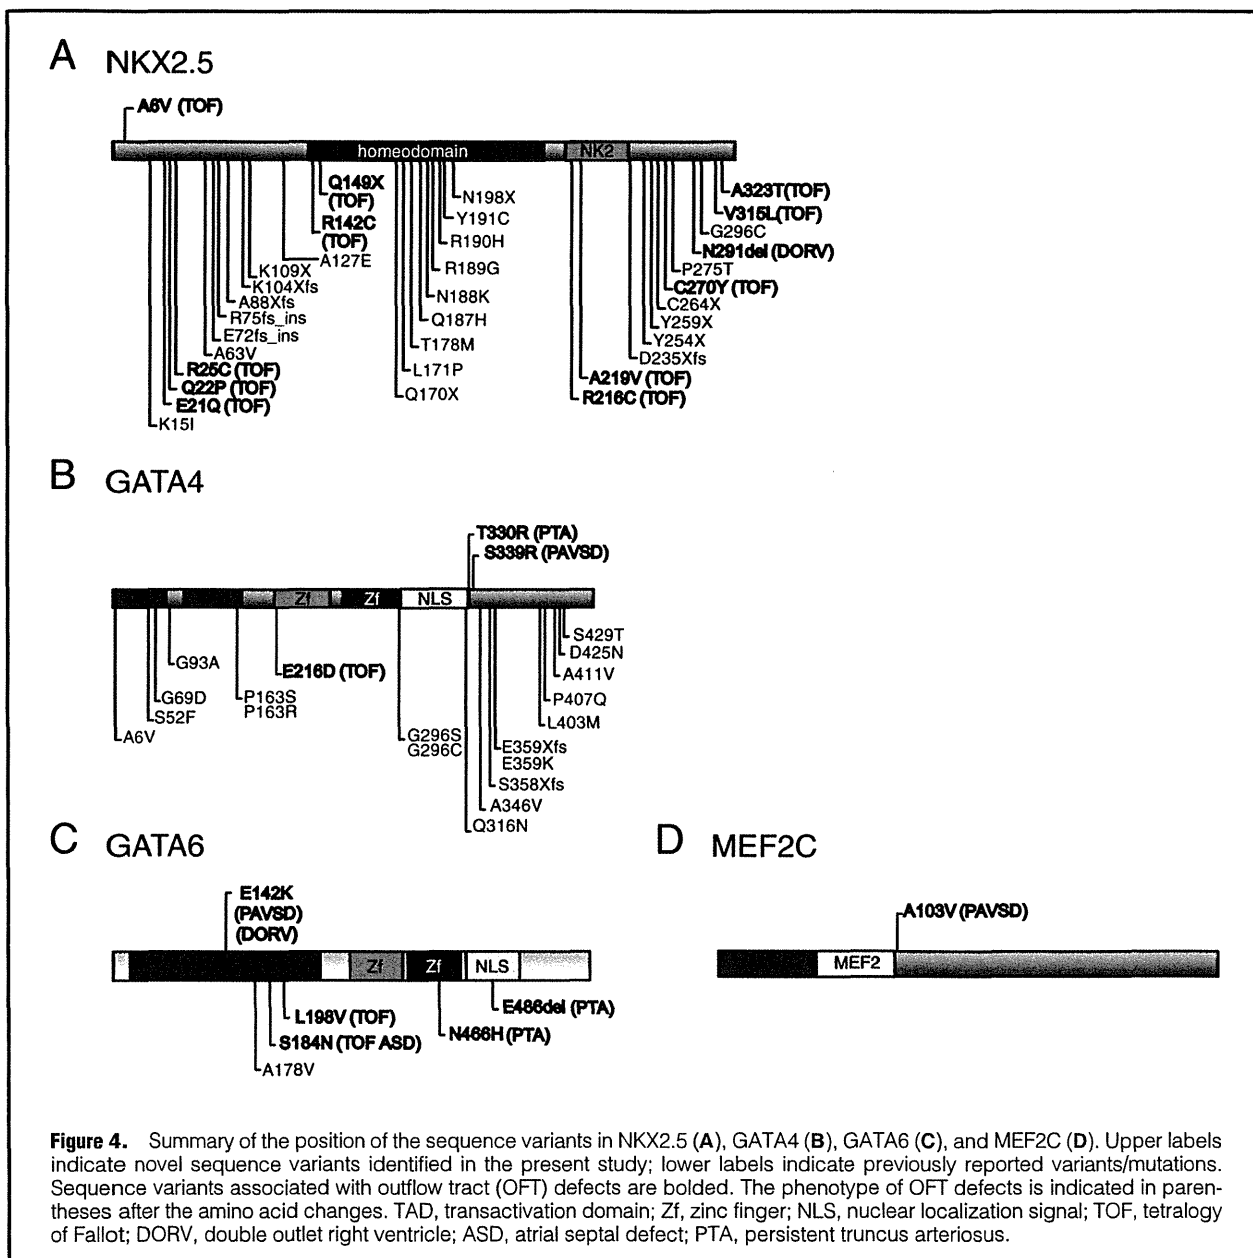 A NKX2.5
A6V (TOF)
homeodomain
NK2
Q149X
(TOF)
R142C
(TOF)
A127E
K109X
K104Xfs
A88Xfs
R75fs_ins
E72fs_ins
A63V
R25C (TOF)
Q22P (TOF)
E21Q (TOF)
K15I
N198X
Y191C
R190H
R189G
N188K
Q187H
T178M
L171P
Q170X
A323T(TOF)
V315L(TOF)
G296C
N291del (DORV)
P275T
C270Y (TOF)
C264X
Y259X
Y254X
D235Xfs
A219V (TOF)
R216C (TOF)
B GATA4
T330R (PTA)
S339R (PAVSD)
Zf
Zf
NLS
G93A
G69D
S52F
A6V
E216D (TOF)
P163S
P163R
G296S
G296C
S429T
D425N
A411V
P407Q
L403M
E359Xfs
E359K
S358Xfs
A346V
Q316N
C GATA6
E142K
(PAVSD)
(DORV)
Zf
Zf
NLS
L198V (TOF)
S184N (TOF ASD)
A178V
E486del (PTA)
N466H (PTA)
D MEF2C
A103V (PAVSD)
MEF2
Figure 4. Summary of the position of the sequence variants in NKX2.5 (A), GATA4 (B), GATA6 (C), and MEF2C (D). Upper labels
indicate novel sequence variants identified in the present study; lower labels indicate previously reported variants/mutations.
Sequence variants associated with outflow tract (OFT) defects are bolded. The phenotype of OFT defects is indicated in paren-
theses after the amino acid changes. TAD, transactivation domain; Zf, zinc finger; NLS, nuclear localization signal; TOF, tetralogy
of Fallot; DORV, double outlet right ventricle; ASD, atrial septal defect; PTA, persistent truncus arteriosus.